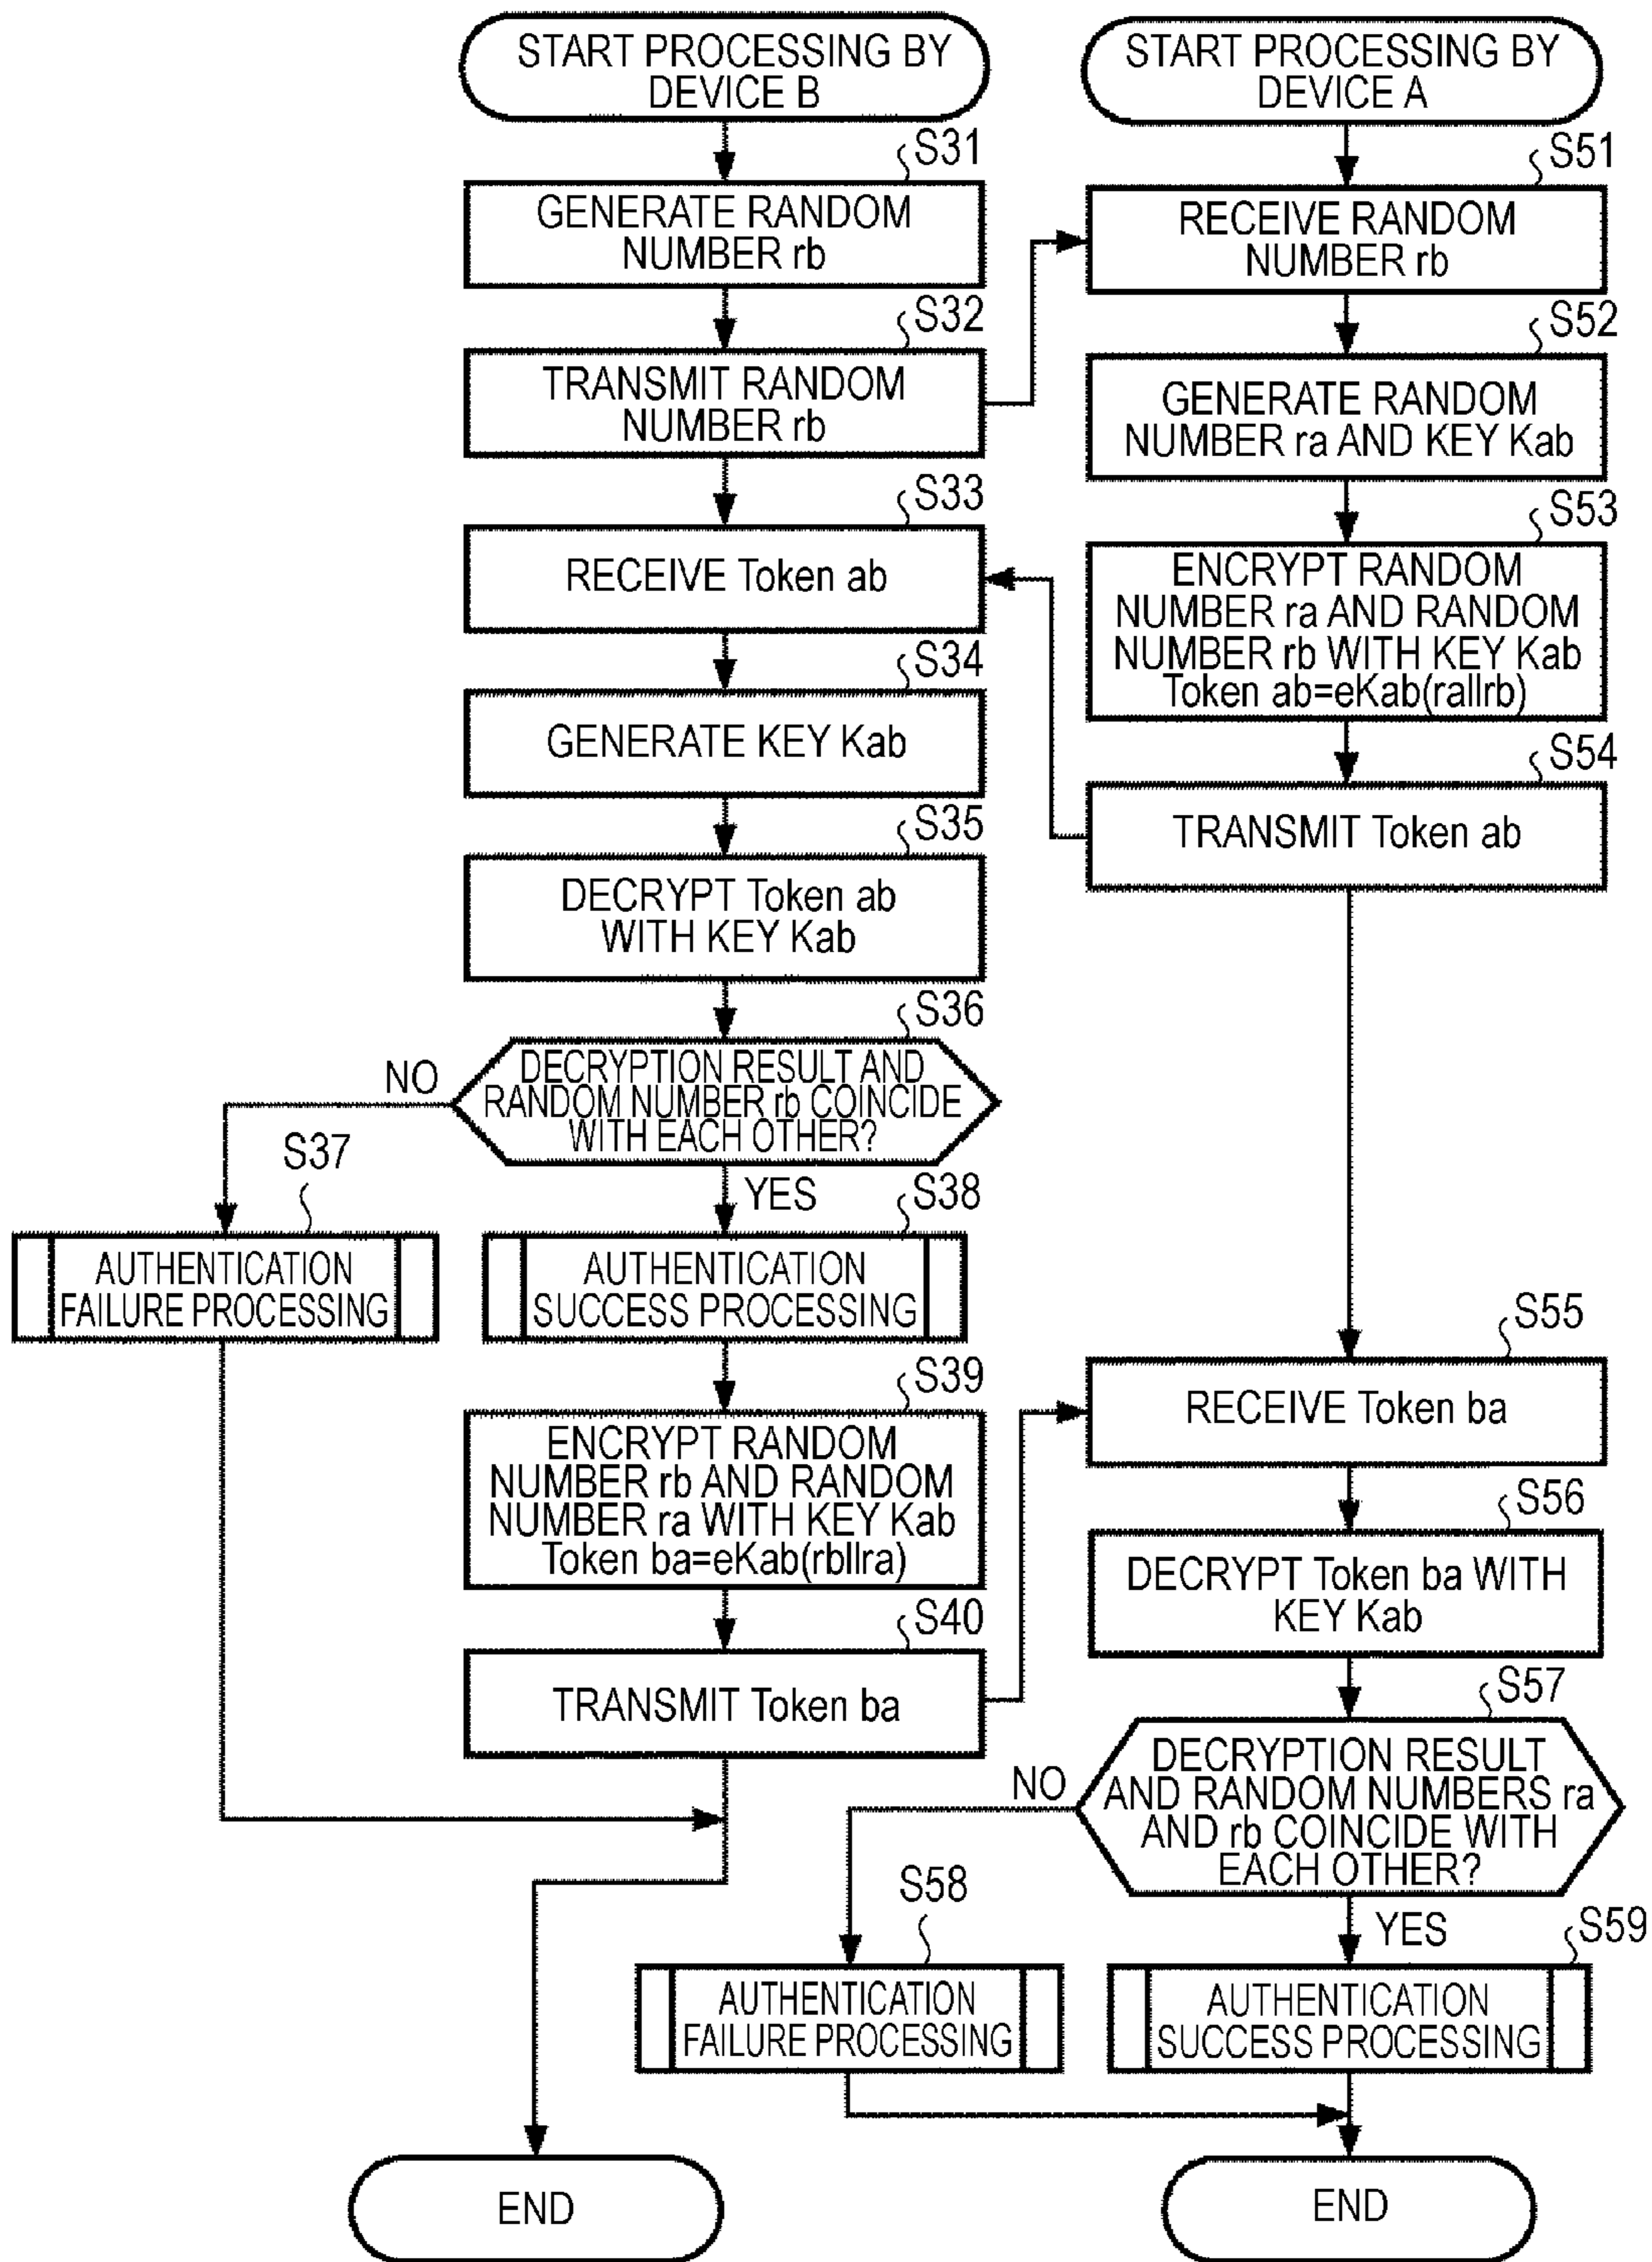 START PROCESSING BY
DEVICE B
S31
GENERATE RANDOM
NUMBER rb
S32
TRANSMIT RANDOM
NUMBER rb
S33
RECEIVE Token ab
S34
GENERATE KEY Kab
S35
DECRYPT Token ab
WITH KEY Kab
S36
DECRYPTION RESULT AND
RANDOM NUMBER rb COINCIDE
WITH EACH OTHER?
NO
YES
S37
AUTHENTICATION
FAILURE PROCESSING
S38
AUTHENTICATION
SUCCESS PROCESSING
S39
ENCRYPT RANDOM
NUMBER rb AND RANDOM
NUMBER ra WITH KEY Kab
Token ba=eKab(rbllra)
S40
TRANSMIT Token ba
END
START PROCESSING BY
DEVICE A
S51
RECEIVE RANDOM
NUMBER rb
S52
GENERATE RANDOM
NUMBER ra AND KEY Kab
S53
ENCRYPT RANDOM
NUMBER ra AND RANDOM
NUMBER rb WITH KEY Kab
Token ab=eKab(rallrb)
S54
TRANSMIT Token ab
S55
RECEIVE Token ba
S56
DECRYPT Token ba WITH
KEY Kab
S57
DECRYPTION RESULT
AND RANDOM NUMBERS ra
AND rb COINCIDE WITH
EACH OTHER?
NO
YES
S58
AUTHENTICATION
FAILURE PROCESSING
S59
AUTHENTICATION
SUCCESS PROCESSING
END